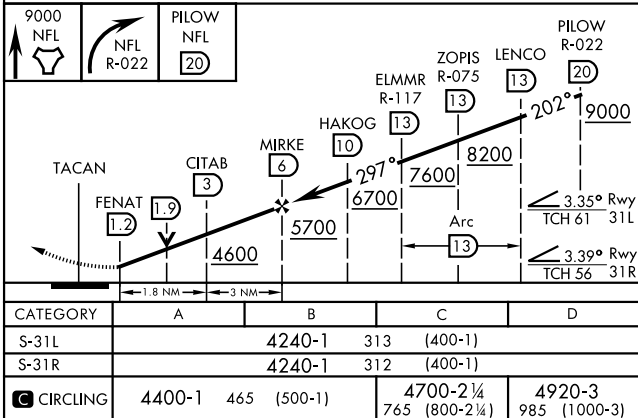 9000
NFL
NFL
R-022
PILOW
NFL
20
PILOW
R-022
20
LENCO
13
ZOPIS
R-075
13
ELMMR
R-117
13
HAKOG
10
MIRKE
6
CITAB
3
1.9
FENAT
1.2
TACAN
202°
9000
8200
7600
297°
6700
5700
4600
3.35° Rwy
TCH 61 31L
Arc
13
3.39° Rwy
TCH 56 31R
1.8 NM
3 NM
CATEGORY A B C D
S-31L 4240-1 313 (400-1)
S-31R 4240-1 312 (400-1)
C CIRCLING 4400-1 465 (500-1) 4700-2¼ 4920-3
765 (800-2¼) 985 (1000-3)